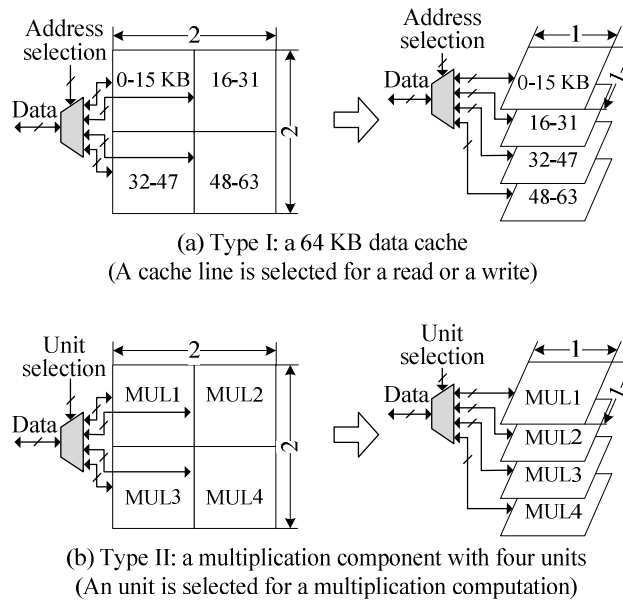 Address
selection
2
Data
0-15 KB
16-31
2
32-47
48-63
Address
selection
1
Data
0-15 KB
1
16-31
32-47
48-63
(a) Type I: a 64 KB data cache
(A cache line is selected for a read or a write)
Unit
selection
2
Data
MUL1
MUL2
2
MUL3
MUL4
Unit
selection
1
Data
MUL1
1
MUL2
MUL3
MUL4
(b) Type II: a multiplication component with four units
(An unit is selected for a multiplication computation)